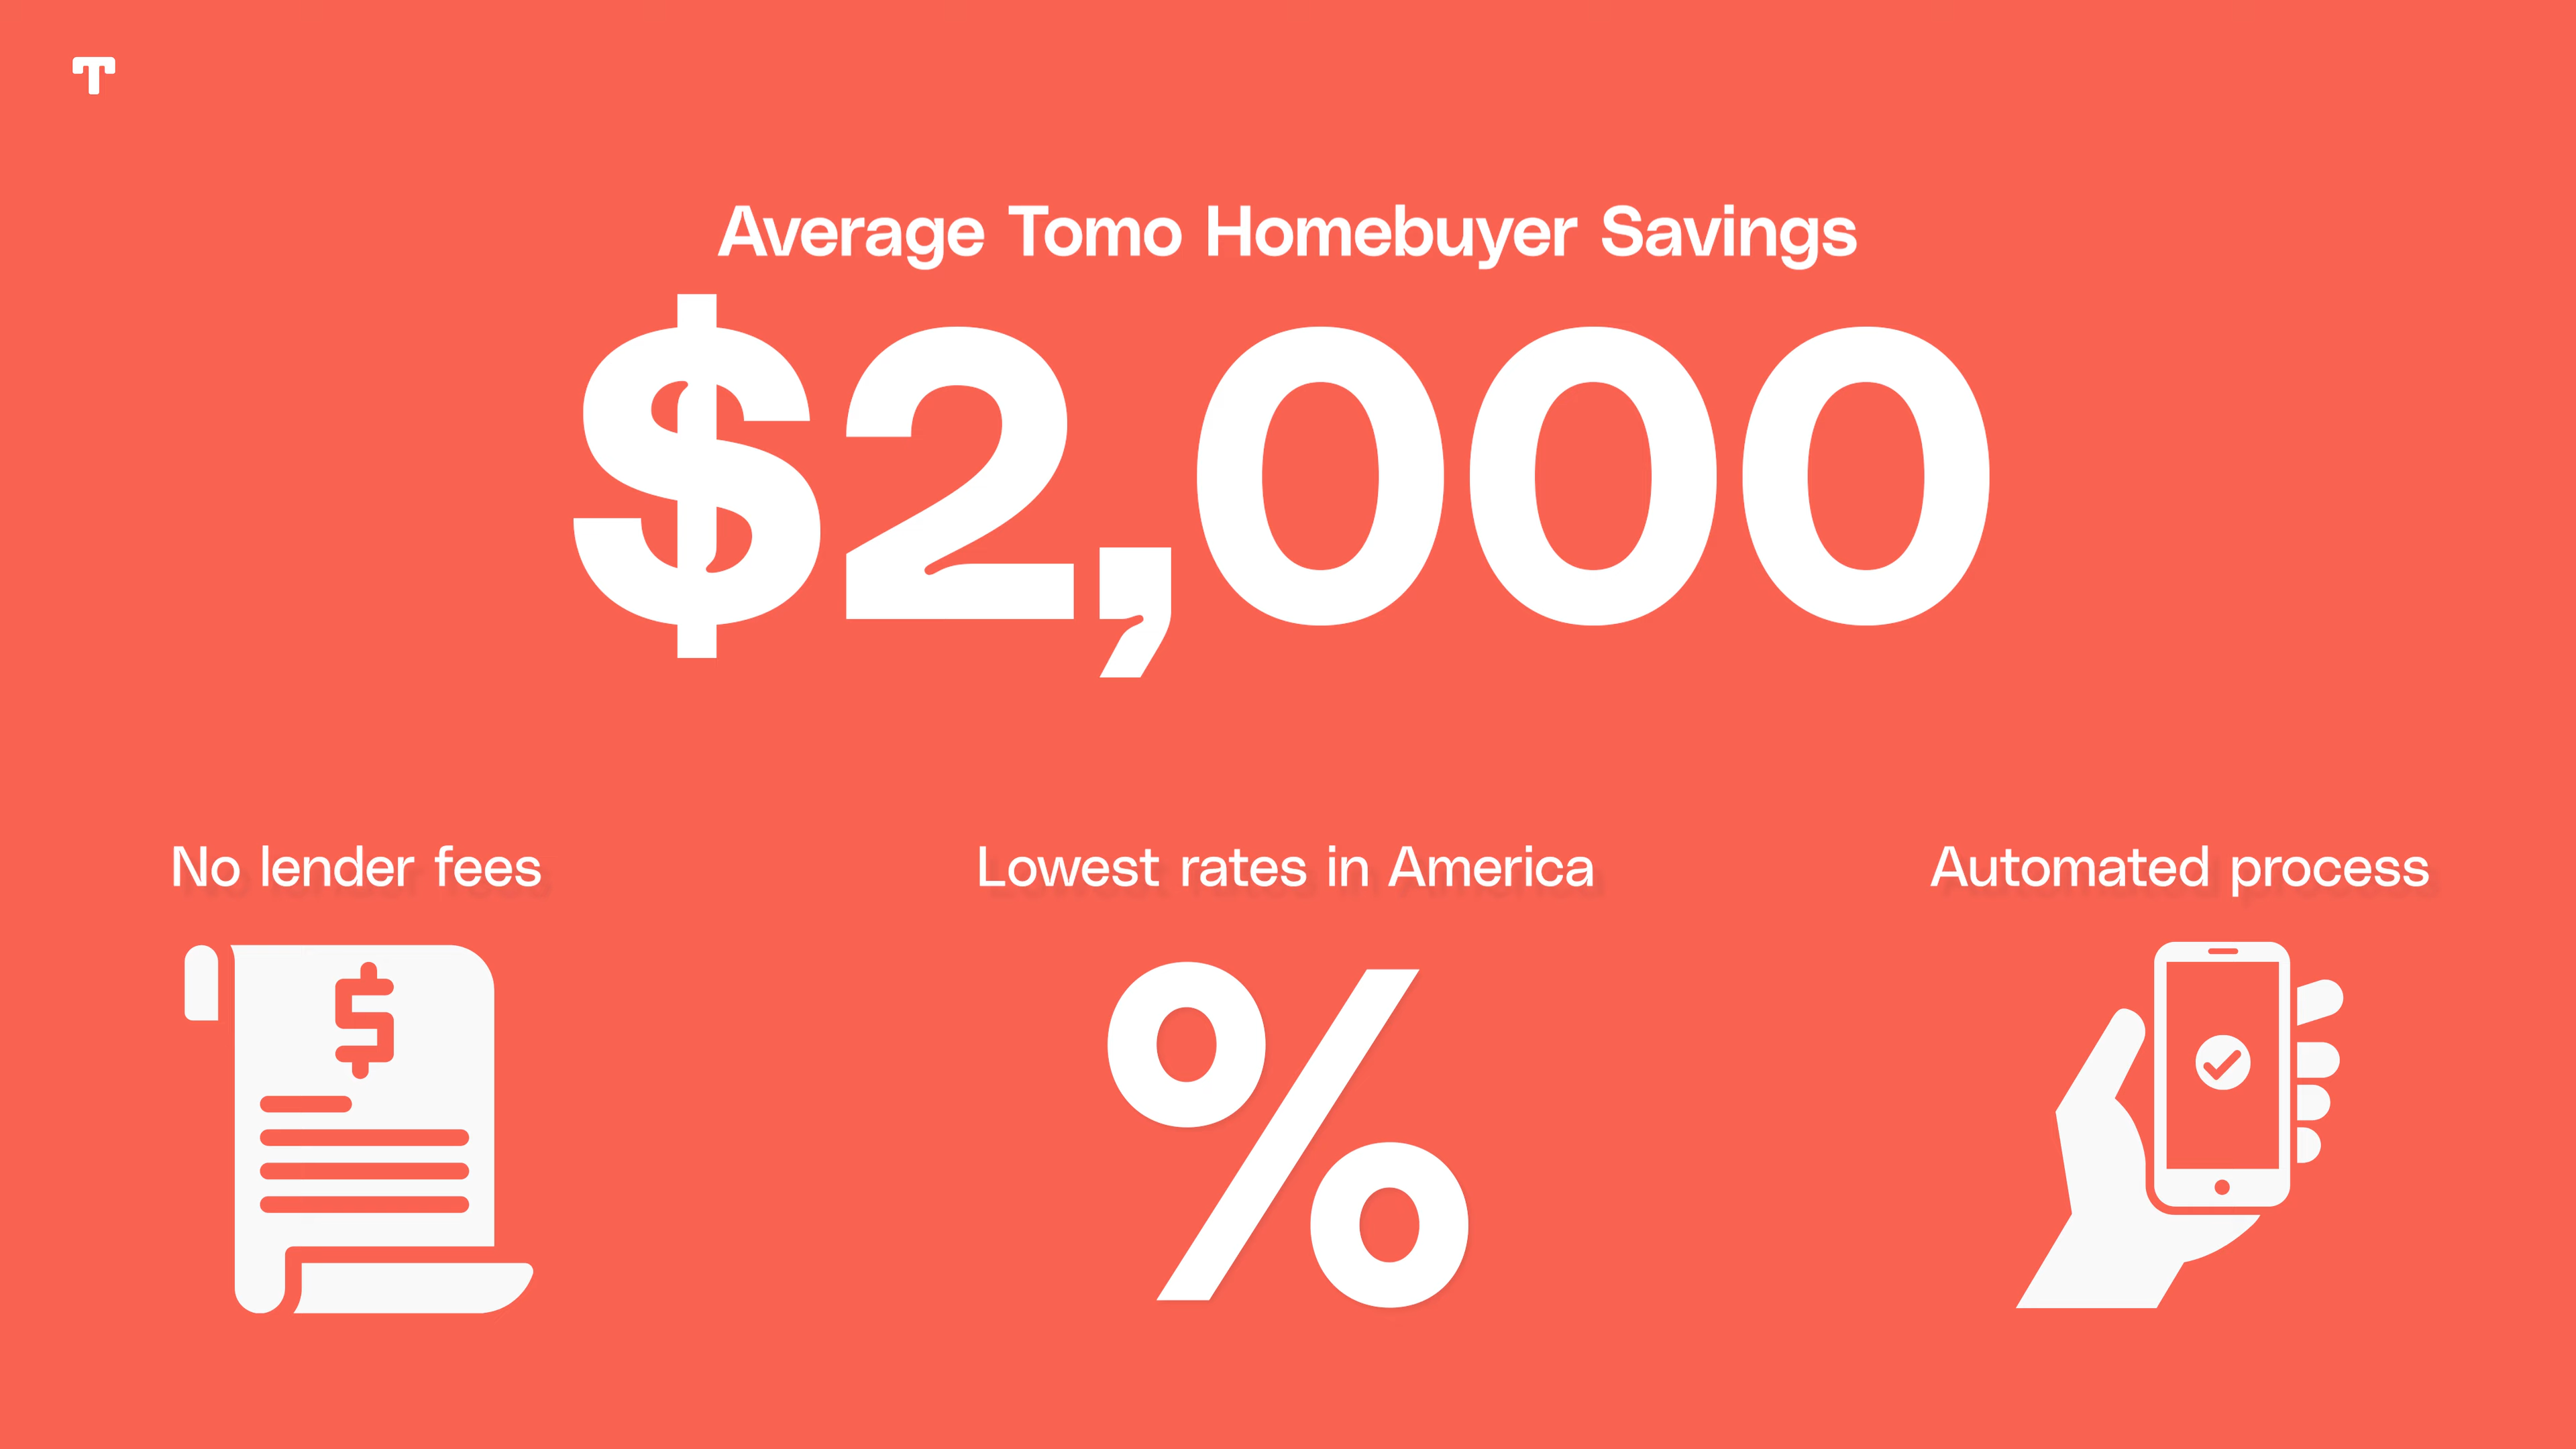 T
Average Tomo Homebuyer Savings
$2,000
No lender fees
Lowest rates in America
Automated process
$
%